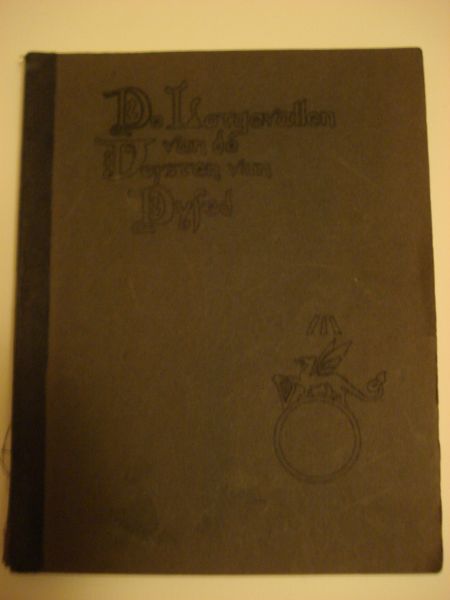 De Lotgevallen
van de
Vorsten van
Dyfed